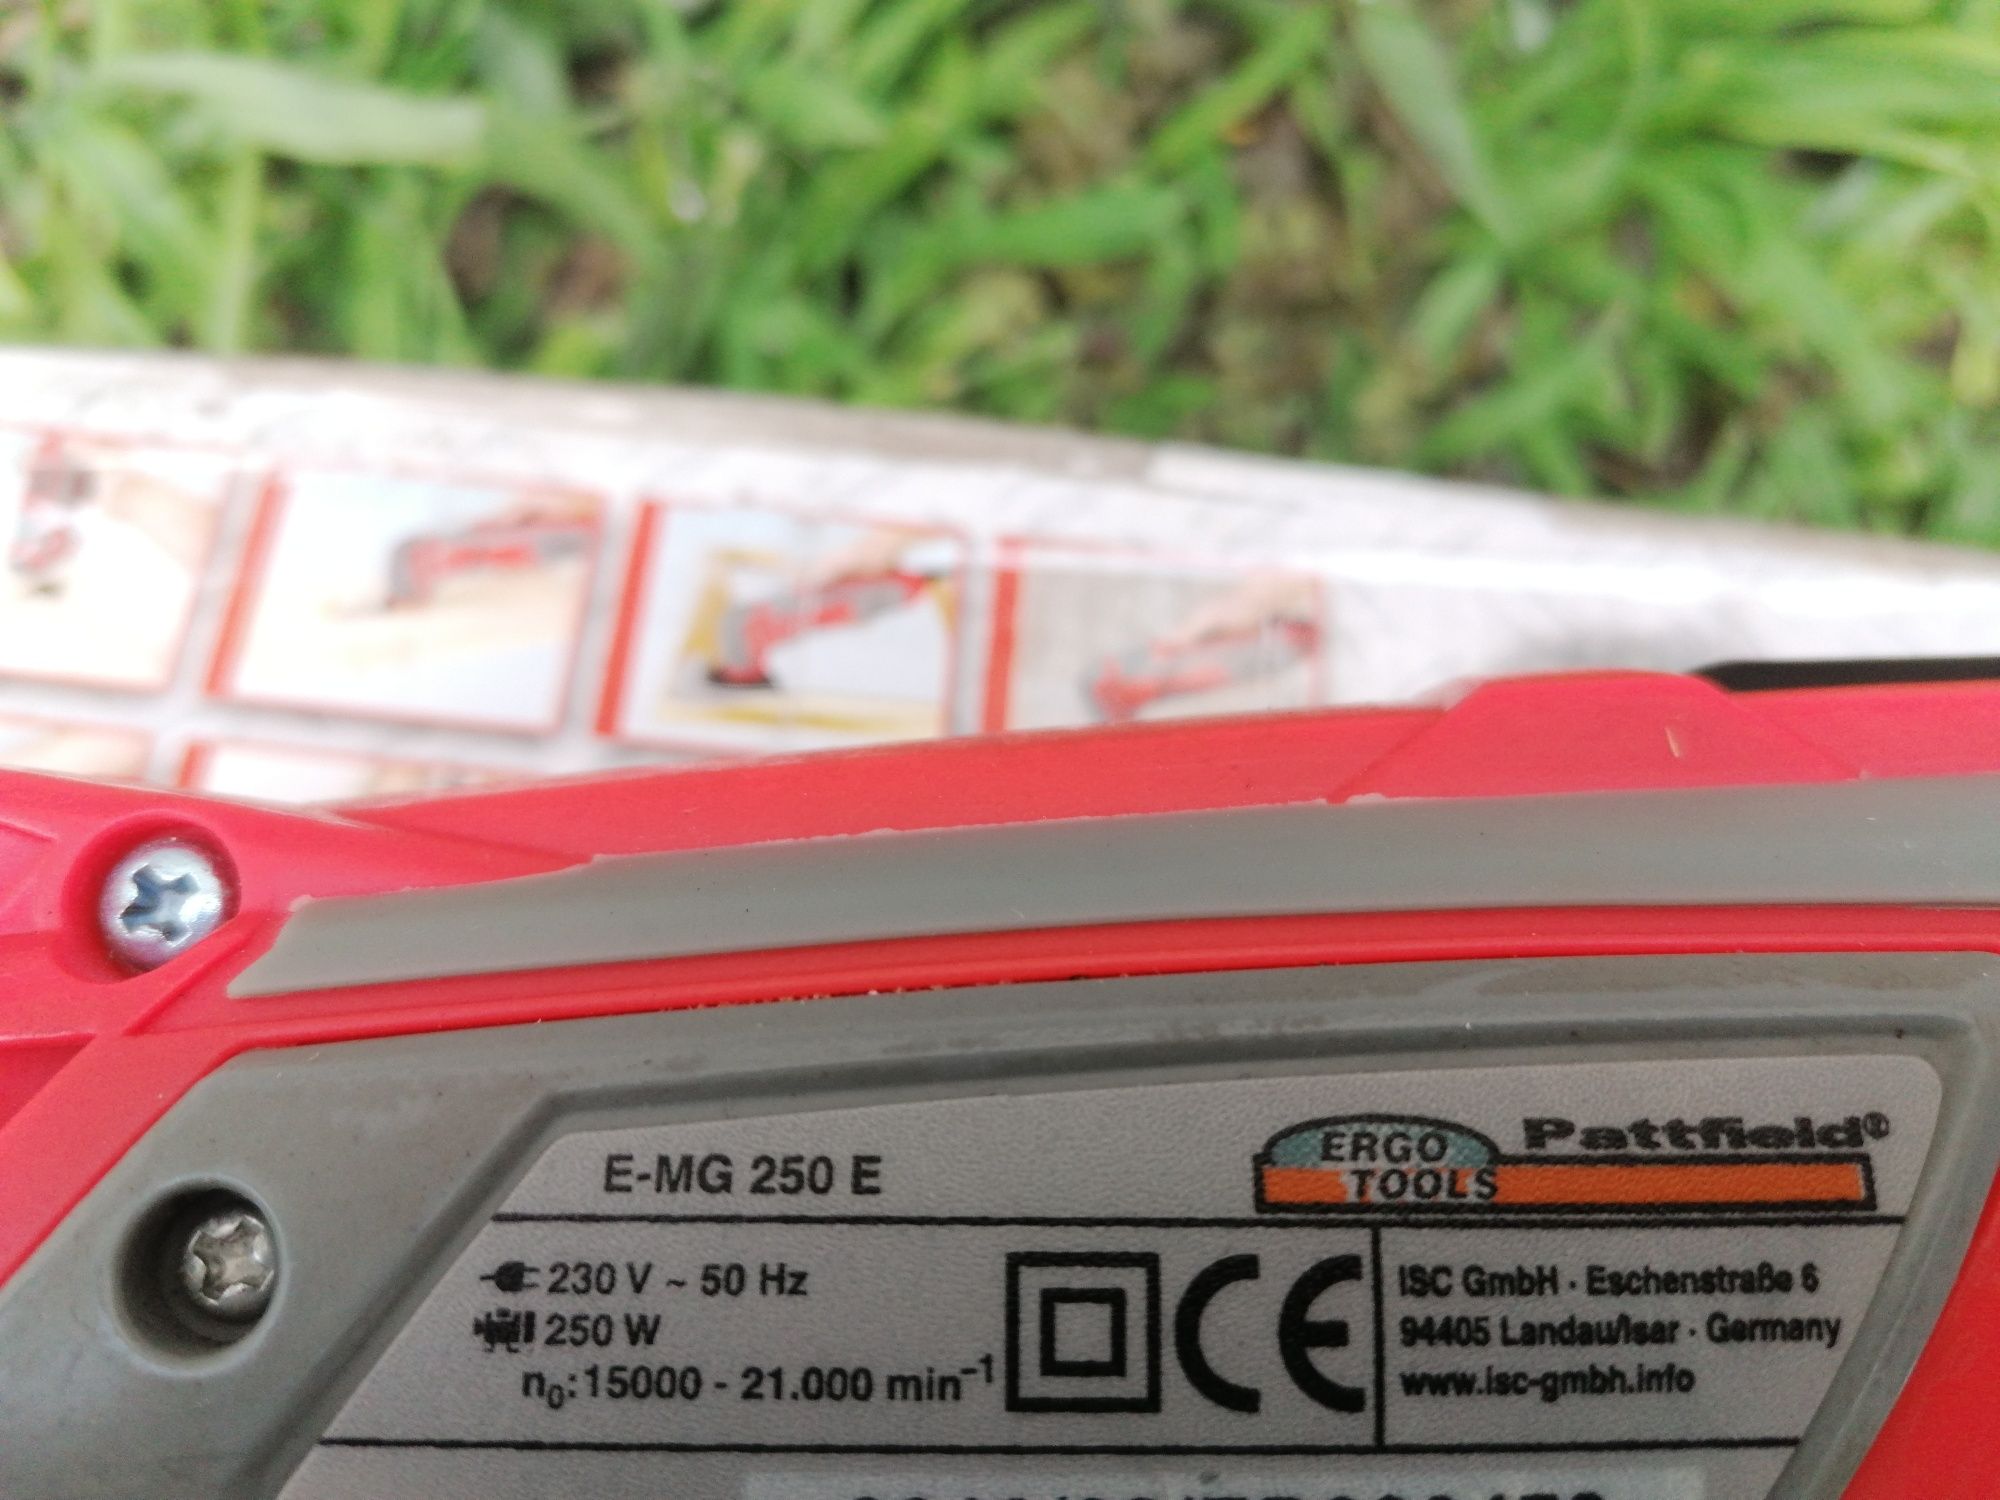 E-MG 250 E
ERGO TOOLS
Pattfield®
230 V ~ 50 Hz
250 W
n₀: 15000 - 21.000 min⁻¹
CE
ISC GmbH · Eschenstraße 6
94405 Landau/Isar · Germany
www.isc-gmbh.info